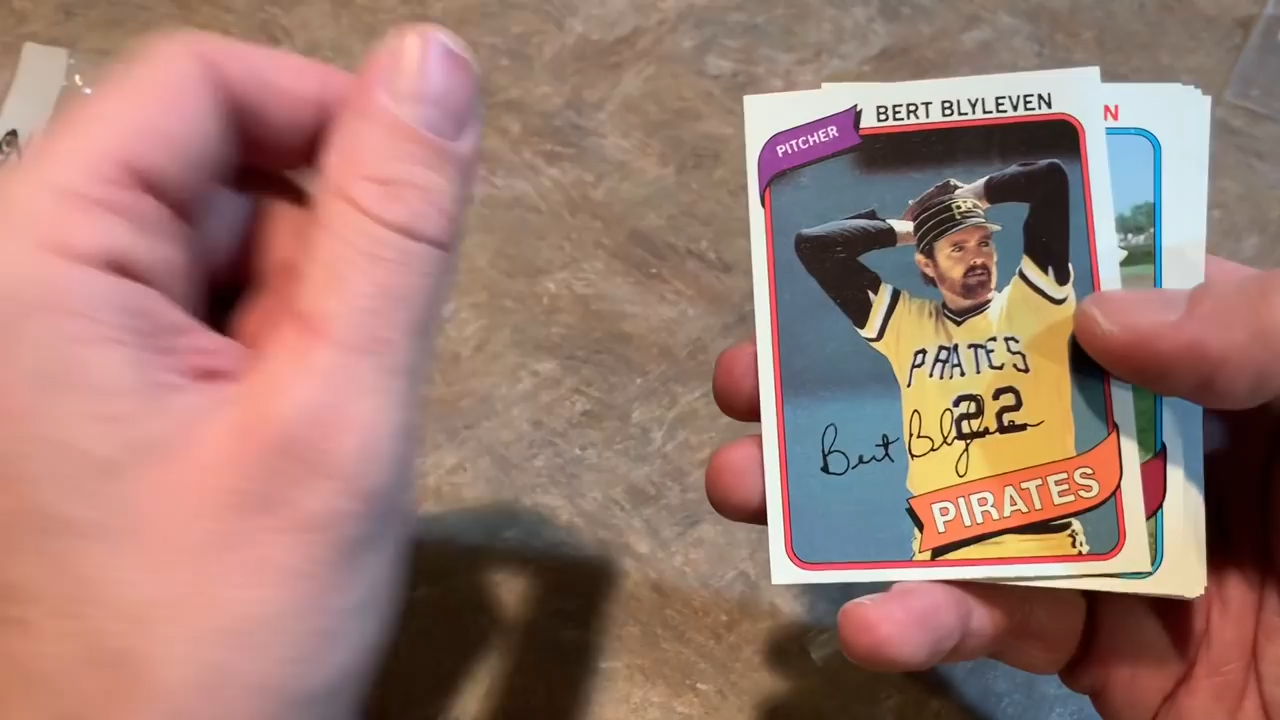 BERT BLYLEVEN
N
PITCHER
P
PIRATES
22
Bert Blyleven
PIRATES